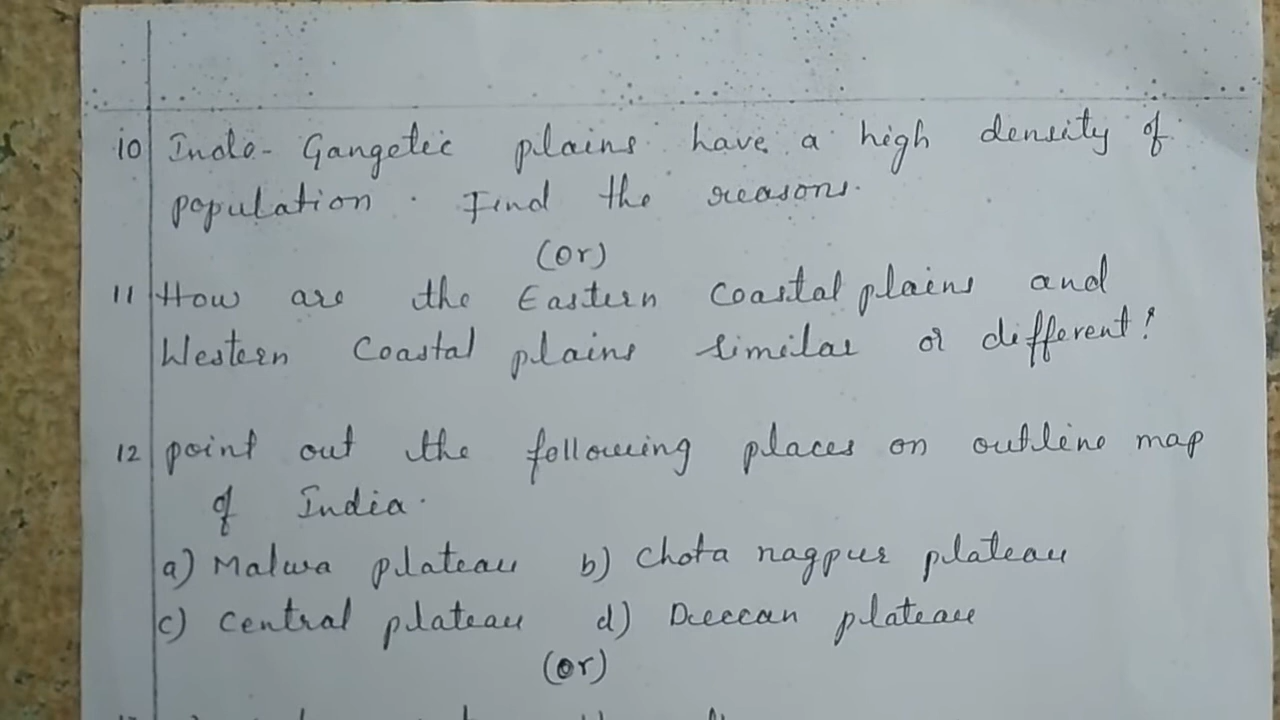 10 Indo-Gangetic plains have a high density of
population. Find the reasons.
(or)
11 How are the Eastern Coastal plains and
Western Coastal plains similar or different?
12 point out the following places on outline map
of India.
a) Malwa plateau b) Chota nagpur plateau
c) Central plateau d) Deccan plateau
(or)